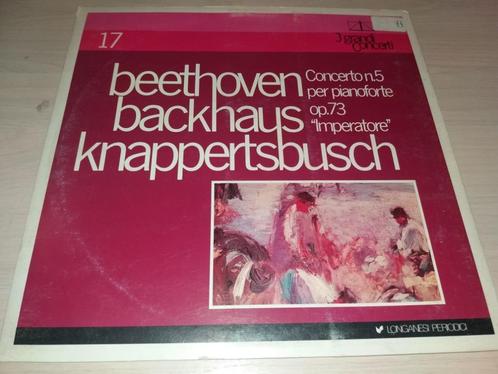 17
I grandi
Concerti
beethoven
backhaus
knappertsbusch
Concerto n.5
per pianoforte
op.73
"Imperatore"
LONGANESI PERIODICI